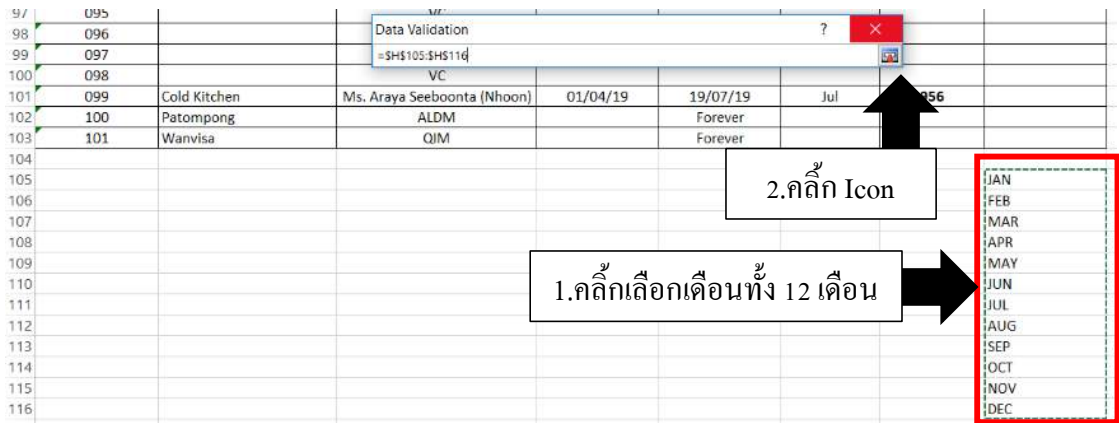 97 095 VC
98 096
99 097
100 098 VC
Data Validation ?
=$H$105:$H$116
101 099 Cold Kitchen Ms. Araya Seeboonta (Nhoon) 01/04/19 19/07/19 Jul 956
102 100 Patompong ALDM Forever
103 101 Wanvisa QIM Forever
104
105 JAN
106 FEB
107 MAR
108 APR
109 MAY
110 JUN
111 JUL
112 AUG
113 SEP
114 OCT
115 NOV
116 DEC
2.คลิ้ก Icon
1.คลิ้กเลือกเดือนทั้ง 12 เดือน